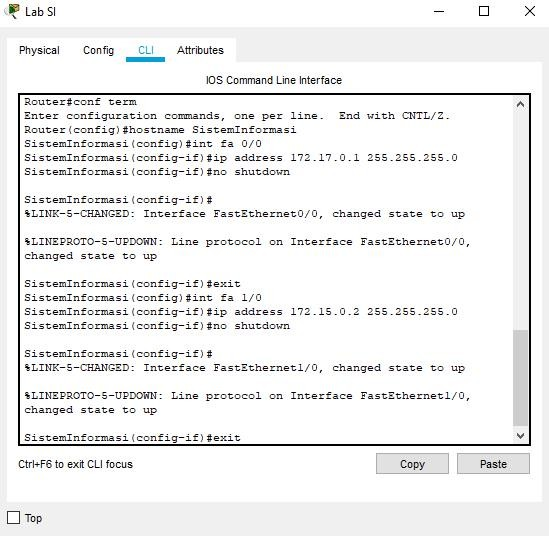 Lab SI
Physical Config CLI Attributes
IOS Command Line Interface
Router#conf term
Enter configuration commands, one per line.  End with CNTL/Z.
Router(config)#hostname SistemInformasi
SistemInformasi(config)#int fa 0/0
SistemInformasi(config-if)#ip address 172.17.0.1 255.255.255.0
SistemInformasi(config-if)#no shutdown
SistemInformasi(config-if)#
%LINK-5-CHANGED: Interface FastEthernet0/0, changed state to up
%LINEPROTO-5-UPDOWN: Line protocol on Interface FastEthernet0/0,
changed state to up
SistemInformasi(config-if)#exit
SistemInformasi(config)#int fa 1/0
SistemInformasi(config-if)#ip address 172.15.0.2 255.255.255.0
SistemInformasi(config-if)#no shutdown
SistemInformasi(config-if)#
%LINK-5-CHANGED: Interface FastEthernet1/0, changed state to up
%LINEPROTO-5-UPDOWN: Line protocol on Interface FastEthernet1/0,
changed state to up
SistemInformasi(config-if)#exit
Ctrl+F6 to exit CLI focus
Copy Paste
Top